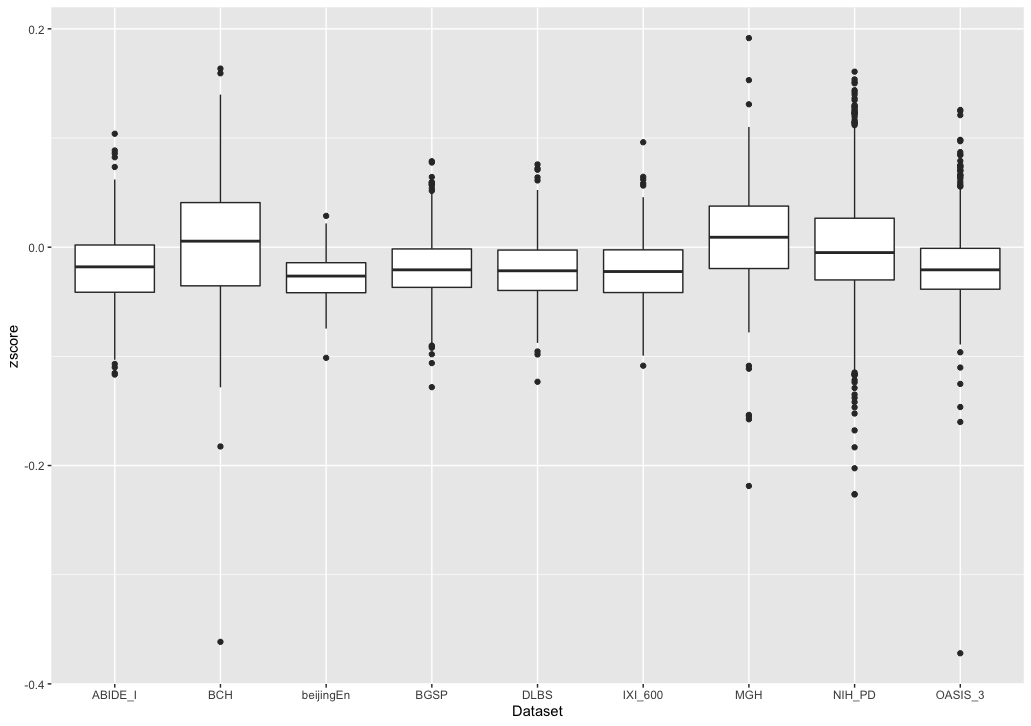 zscore
0.2
0.0
-0.2
-0.4
ABIDE_I BCH beijingEn BGSP DLBS IXI_600 MGH NIH_PD OASIS_3
Dataset